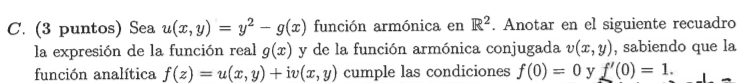 C. (3 puntos) Sea u(x, y) = y² − g(x) función armónica en ℝ². Anotar en el siguiente recuadro
la expresión de la función real g(x) y de la función armónica conjugada v(x, y), sabiendo que la
función analítica f(z) = u(x, y) + iv(x, y) cumple las condiciones f(0) = 0 y f′(0) = 1.